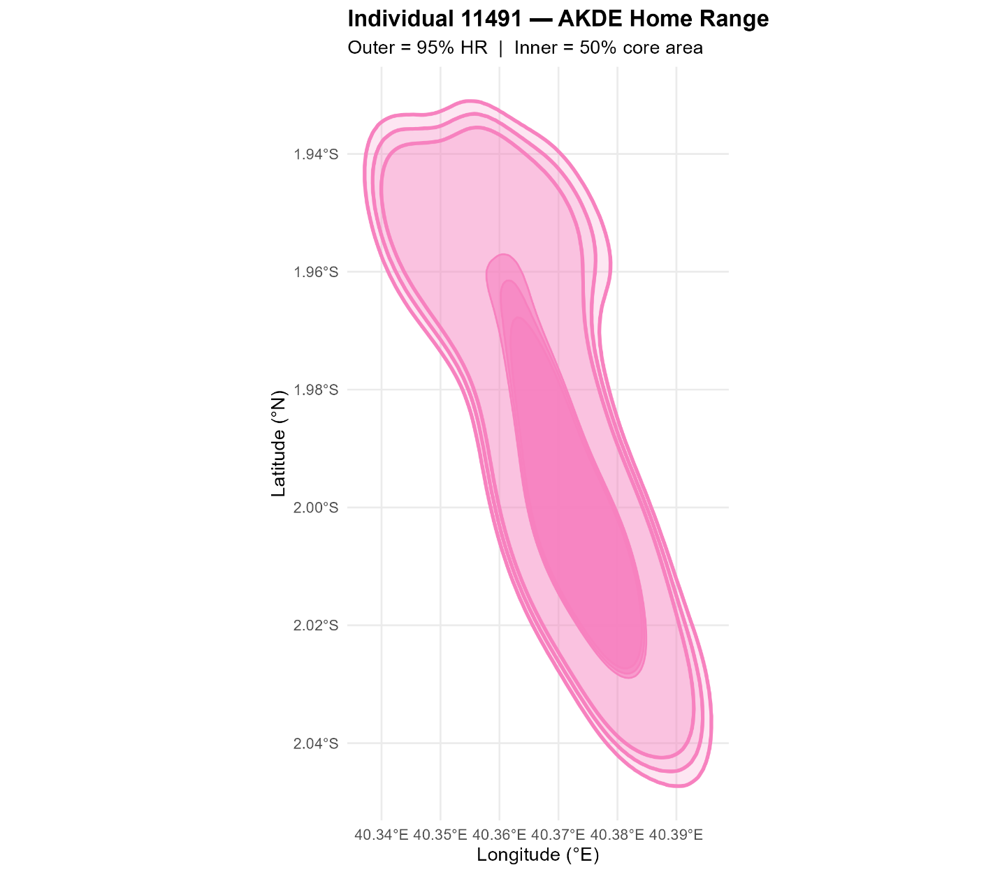 Individual 11491 — AKDE Home Range
Outer = 95% HR | Inner = 50% core area
1.94°S
1.96°S
1.98°S
2.00°S
2.02°S
2.04°S
Latitude (°N)
40.34°E 40.35°E 40.36°E 40.37°E 40.38°E 40.39°E
Longitude (°E)